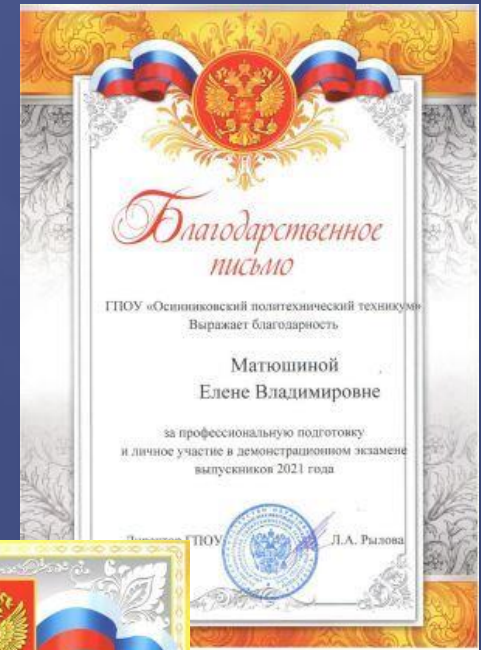 Благодарственное
письмо
ГПОУ «Осинниковский политехнический техникум»
Выражает благодарность
Матюшиной
Елене Владимировне
за профессиональную подготовку
и личное участие в демонстрационном экзамене
выпускников 2021 года
Директор ГПОУ Л.А. Рылова